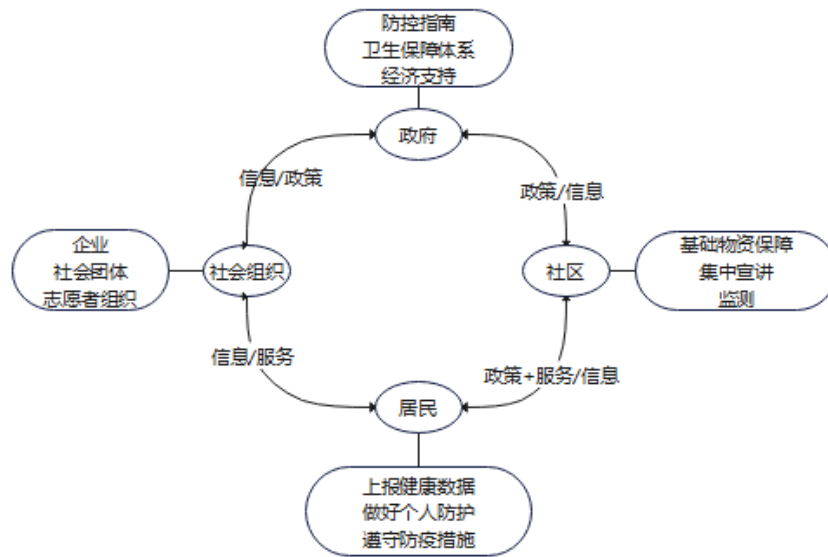 防控指南
卫生保障体系
经济支持
政府
信息/政策
政策/信息
企业
社会团体
志愿者组织
社会组织
社区
基础物资保障
集中宣讲
监测
信息/服务
政策+服务/信息
居民
上报健康数据
做好个人防护
遵守防疫措施